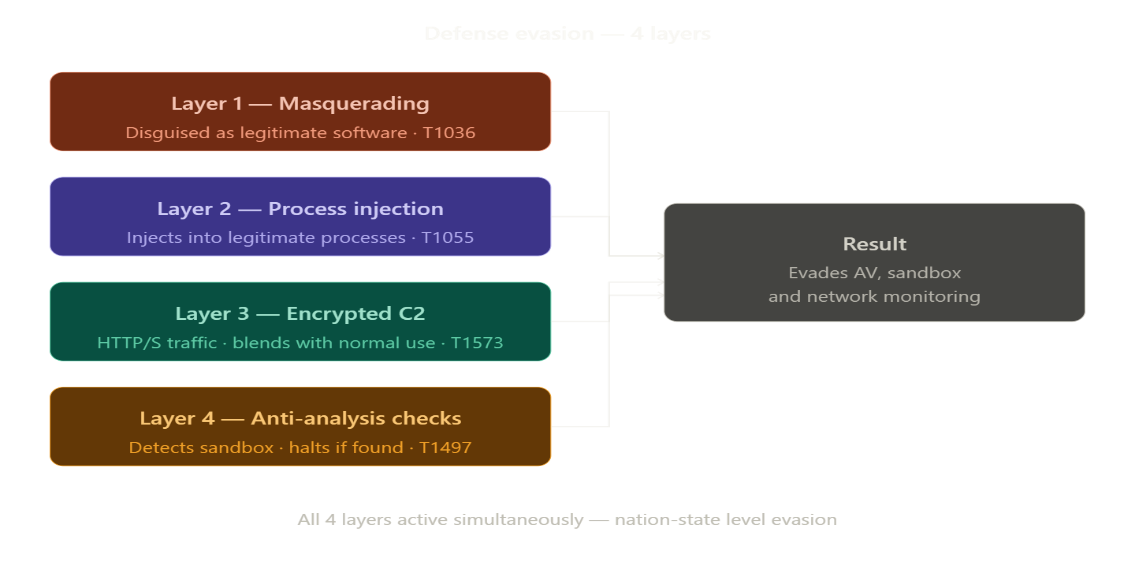 Defense evasion — 4 layers
Layer 1 — Masquerading
Disguised as legitimate software · T1036
Layer 2 — Process injection
Injects into legitimate processes · T1055
Layer 3 — Encrypted C2
HTTP/S traffic · blends with normal use · T1573
Layer 4 — Anti-analysis checks
Detects sandbox · halts if found · T1497
Result
Evades AV, sandbox
and network monitoring
All 4 layers active simultaneously — nation-state level evasion